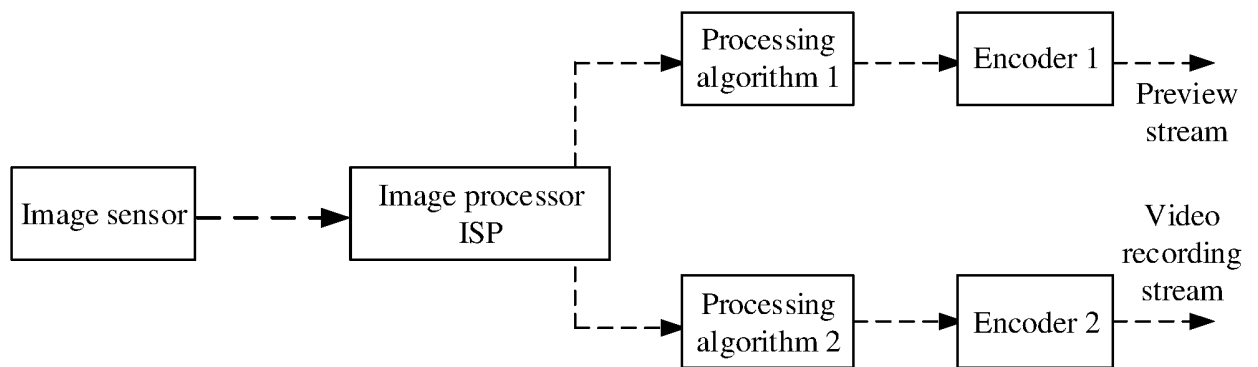 Processing
algorithm 1
Encoder 1
Preview
stream
Image sensor
Image processor
ISP
Video
recording
stream
Processing
algorithm 2
Encoder 2